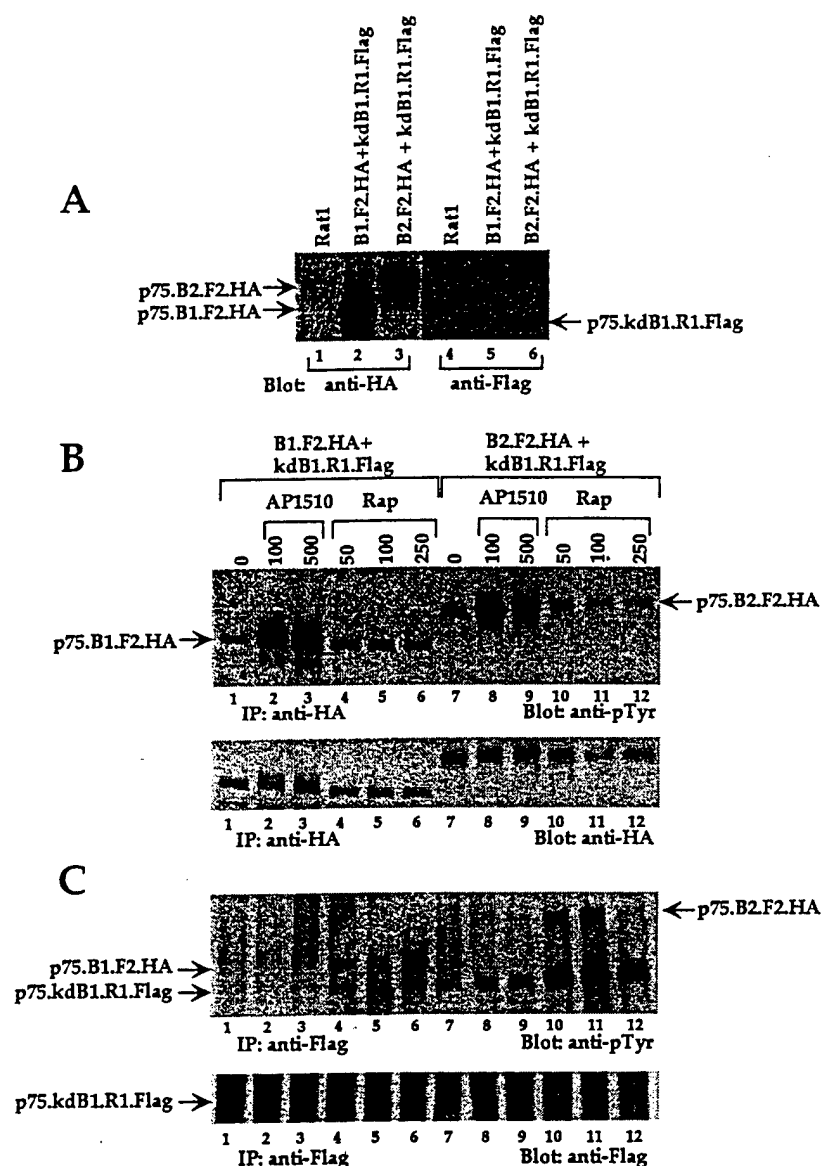 A
Rat1
B1.F2.HA+kdB1.R1.Flag
B2.F2.HA + kdB1.R1.Flag
Rat1
B1.F2.HA+kdB1.R1.Flag
B2.F2.HA + kdB1.R1.Flag
p75.B2.F2.HA
p75.B1.F2.HA
p75.kdB1.R1.Flag
1 2 3 4 5 6
Blot: anti-HA anti-Flag
B
B1.F2.HA+ kdB1.R1.Flag
B2.F2.HA + kdB1.R1.Flag
AP1510 Rap AP1510 Rap
0 100 500 50 100 250 0 100 500 50 100 250
p75.B2.F2.HA
p75.B1.F2.HA
1 2 3 4 5 6 7 8 9 10 11 12
IP: anti-HA Blot: anti-pTyr
1 2 3 4 5 6 7 8 9 10 11 12
IP: anti-HA Blot: anti-HA
C
p75.B2.F2.HA
p75.B1.F2.HA
p75.kdB1.R1.Flag
1 2 3 4 5 6 7 8 9 10 11 12
IP: anti-Flag Blot: anti-pTyr
p75.kdB1.R1.Flag
1 2 3 4 5 6 7 8 9 10 11 12
IP: anti-Flag Blot: anti-Flag